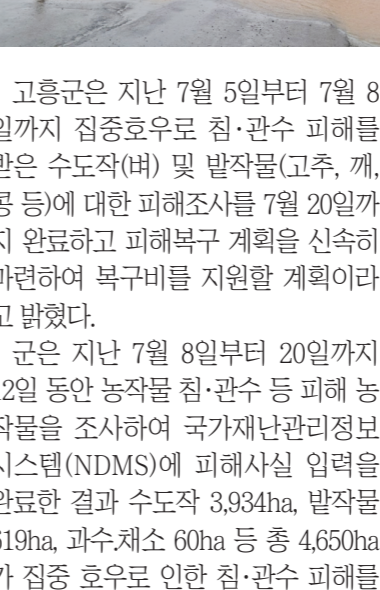 고흥군은 지난 7월 5일부터 7월 8
일까지 집중호우로 침·관수 피해를
받은 수도작(벼) 및 밭작물(고추, 깨,
콩 등)에 대한 피해조사를 7월 20일까
지 완료하고 피해복구 계획을 신속히
마련하여 복구비를 지원할 계획이라
고 밝혔다.
군은 지난 7월 8일부터 20일까지
12일 동안 농작물 침·관수 등 피해 농
작물을 조사하여 국가재난관리정보
시스템(NDMS)에 피해사실 입력을
완료한 결과 수도작 3,934ha, 밭작물
619ha, 과수.채소 60ha 등 총 4,650ha
가 집중 호우로 인한 침·관수 피해를